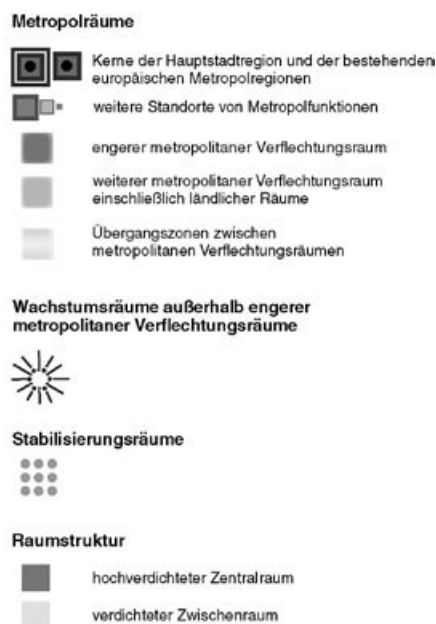 Metropolräume
Kerne der Hauptstadtregion und der bestehenden
europäischen Metropolregionen
weitere Standorte von Metropolfunktionen
engerer metropolitaner Verflechtungsraum
weiterer metropolitaner Verflechtungsraum
einschließlich ländlicher Räume
Übergangszonen zwischen
metropolitanen Verflechtungsräumen
Wachstumsräume außerhalb engerer
metropolitaner Verflechtungsräume
Stabilisierungsräume
Raumstruktur
hochverdichteter Zentralraum
verdichteter Zwischenraum